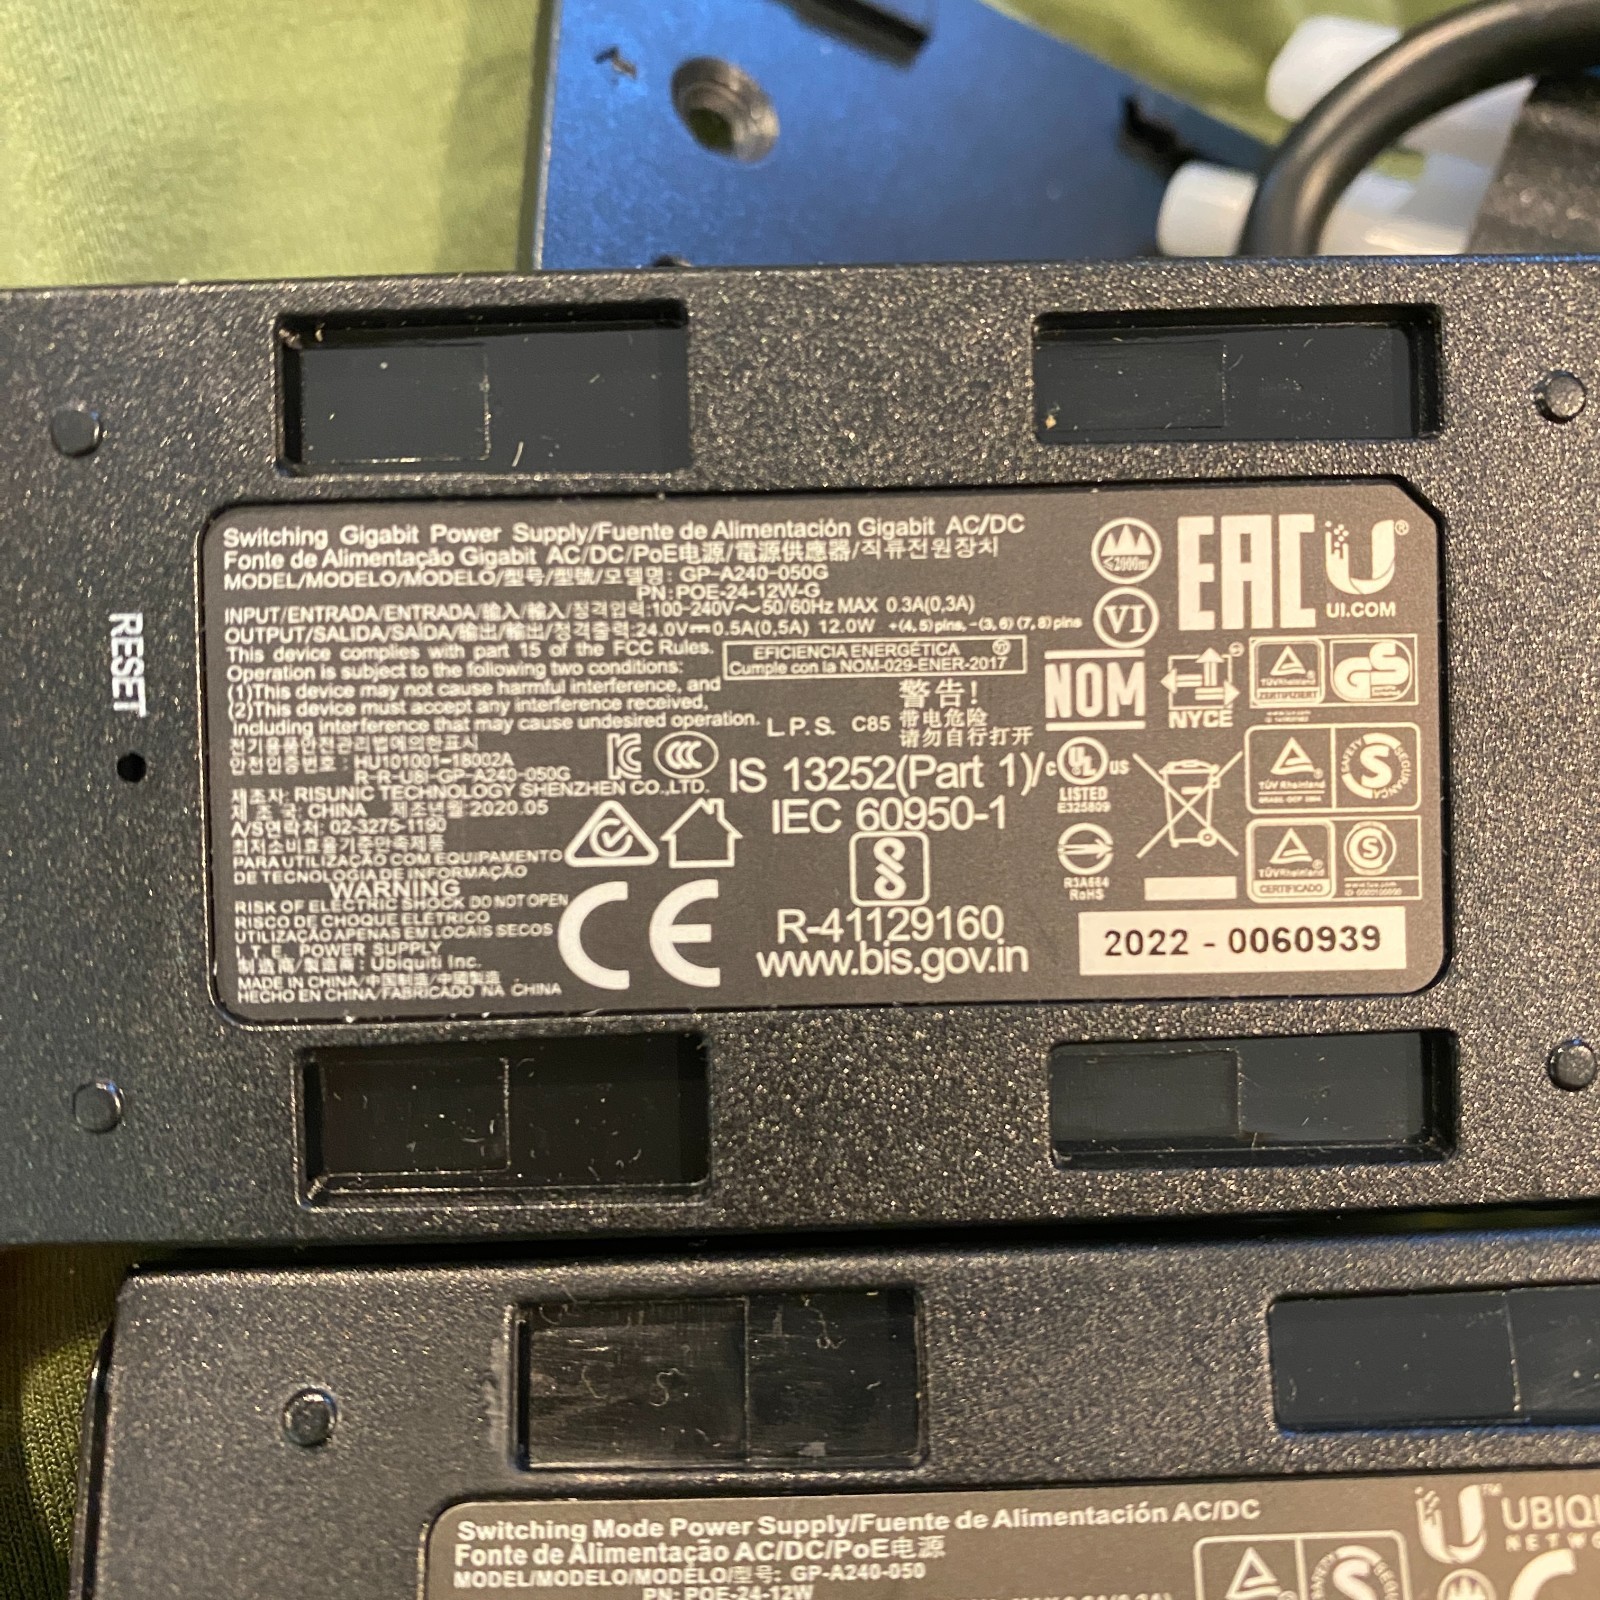 RESET
Switching Gigabit Power Supply/Fuente de Alimentación Gigabit AC/DC
Fonte de Alimentação Gigabit AC/DC/PoE电源/電源供應器/직류전원장치
MODEL/MODELO/MODELO/型号/型號/모델명: GP-A240-050G
PN: POE-24-12W-G
INPUT/ENTRADA/ENTRADA/输入/輸入/정격입력:100-240V～50/60Hz MAX 0.3A(0,3A)
OUTPUT/SALIDA/SAÍDA/输出/輸出/정격출력:24.0V⎓0.5A(0,5A) 12.0W +(4,5)pins,-(3,6)(7,8)pins
This device complies with part 15 of the FCC Rules.
Operation is subject to the following two conditions:
(1)This device may not cause harmful interference, and
(2)This device must accept any interference received,
including interference that may cause undesired operation.
EFICIENCIA ENERGÉTICA
Cumple con la NOM-029-ENER-2017
L.P.S. C85
警告!
带电危险
请勿自行打开
전기용품안전관리법에의한표시
안전인증번호: HU101001-18002A
R-R-UBI-GP-A240-050G
제조자: RISUNIC TECHNOLOGY SHENZHEN CO.,LTD.
제조국: CHINA 제조년월: 2020.05
A/S연락처: 02-3275-1190
최저소비효율기준만족제품
PARA UTILIZAÇÃO COM EQUIPAMENTO
DE TECNOLOGIA DE INFORMAÇÃO
WARNING
RISK OF ELECTRIC SHOCK DO NOT OPEN
RISCO DE CHOQUE ELÉTRICO
UTILIZAÇÃO APENAS EM LOCAIS SECOS
I.T.E. POWER SUPPLY
制造商/製造商: Ubiquiti Inc.
MADE IN CHINA/中国制造/中國製造
HECHO EN CHINA/FABRICADO NA CHINA
CE
IS 13252(Part 1)/
IEC 60950-1
R-41129160
www.bis.gov.in
≤2000m
VI
EAC
U®
UI.COM
NOM
NYCE
TÜVRheinland
ZERTIFIZIERT
GS
c UL US
LISTED
E325809
R3A664
RoHS
TÜVRheinland
SAFETY
S
SEGURANÇA
TÜVRheinland
CERTIFICADO
S
2022 - 0060939
Switching Mode Power Supply/Fuente de Alimentación AC/DC
Fonte de Alimentação AC/DC/PoE电源
MODEL/MODELO/MODELO/型号: GP-A240-050
PN: POE-24-12W